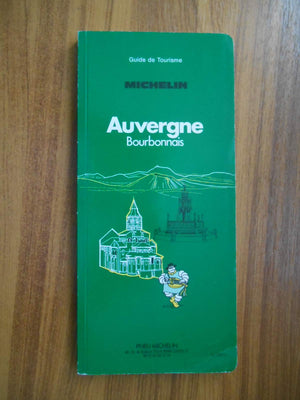 Guide de Tourisme
MICHELIN
Auvergne
Bourbonnais
PNEU MICHELIN